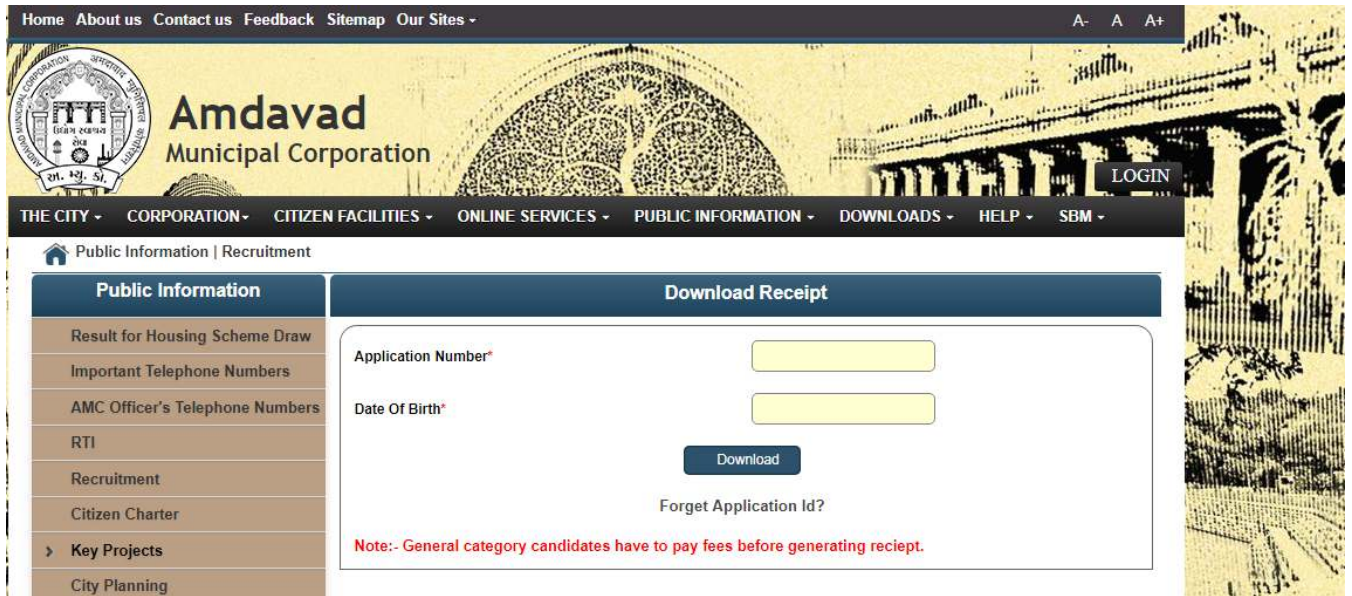 Home About us Contact us Feedback Sitemap Our Sites
A- A A+
Amdavad
Municipal Corporation
અ. મ્યુ. કો.
LOGIN
THE CITY CORPORATION CITIZEN FACILITIES ONLINE SERVICES PUBLIC INFORMATION DOWNLOADS HELP SBM
Public Information | Recruitment
Public Information
Result for Housing Scheme Draw
Important Telephone Numbers
AMC Officer's Telephone Numbers
RTI
Recruitment
Citizen Charter
Key Projects
City Planning
Download Receipt
Application Number*
Date Of Birth*
Download
Forget Application Id?
Note:- General category candidates have to pay fees before generating reciept.